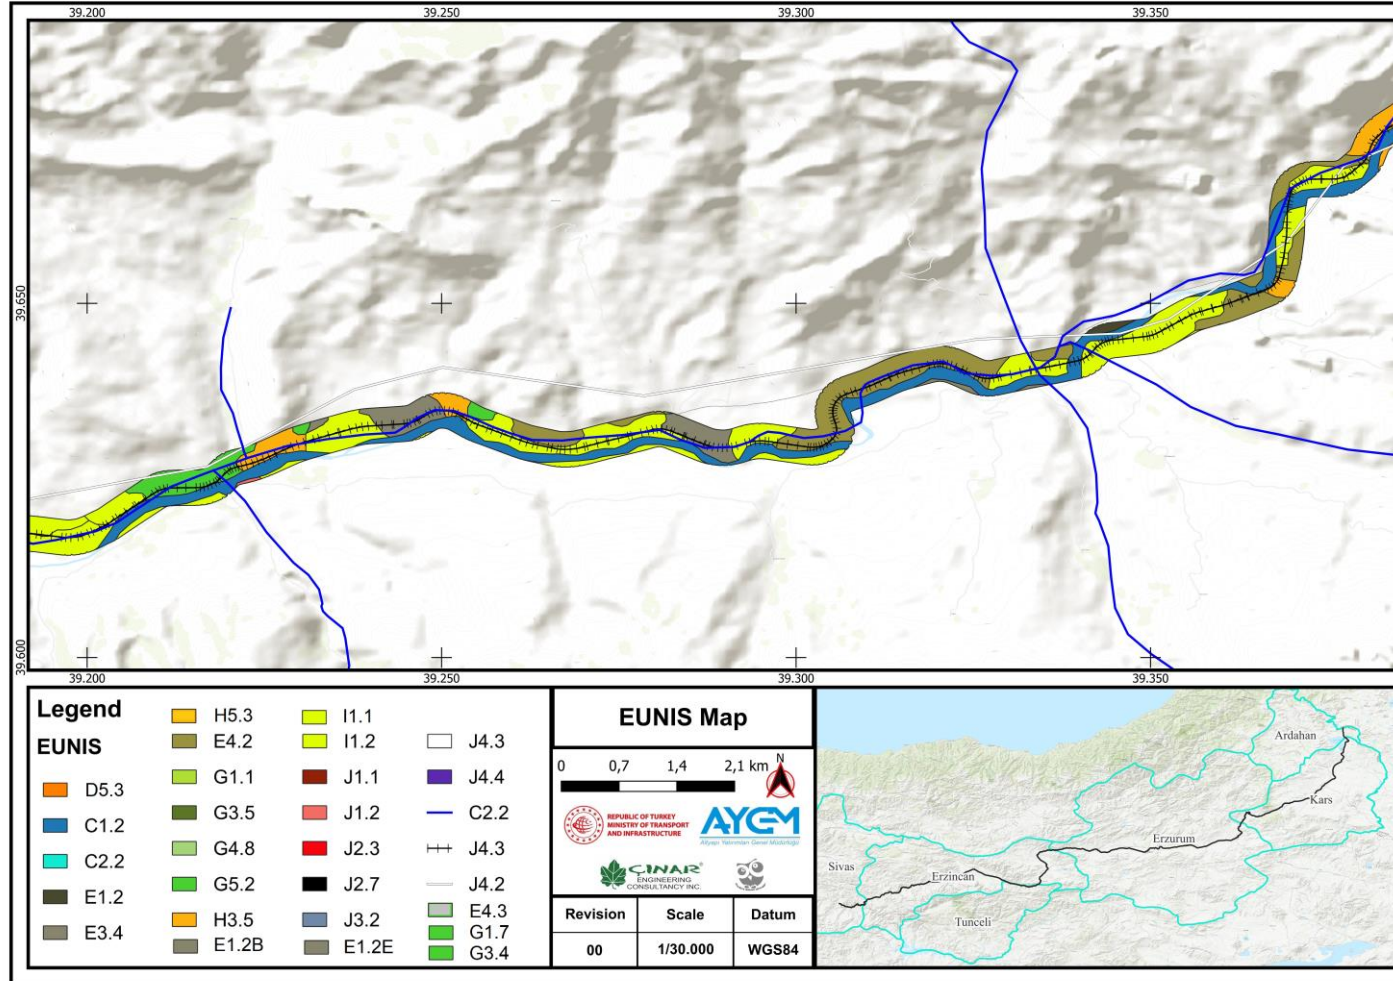 39.200 39.250 39.300 39.350
39.650
39.600
39.200 39.250 39.300 39.350
Legend
EUNIS
D5.3
C1.2
C2.2
E1.2
E3.4
H5.3
E4.2
G1.1
G3.5
G4.8
G5.2
H3.5
E1.2B
I1.1
I1.2
J1.1
J1.2
J2.3
J2.7
J3.2
E1.2E
J4.3
J4.4
C2.2
J4.3
J4.2
E4.3
G1.7
G3.4
EUNIS Map
0 0,7 1,4 2,1 km
N
REPUBLIC OF TURKEY
MINISTRY OF TRANSPORT
AND INFRASTRUCTURE
AYGM
Altyapı Yatırımları Genel Müdürlüğü
ÇINAR
ENGINEERING
CONSULTANCY INC.
Revision Scale Datum
00 1/30.000 WGS84
Ardahan
Kars
Erzurum
Sivas
Erzincan
Tunceli